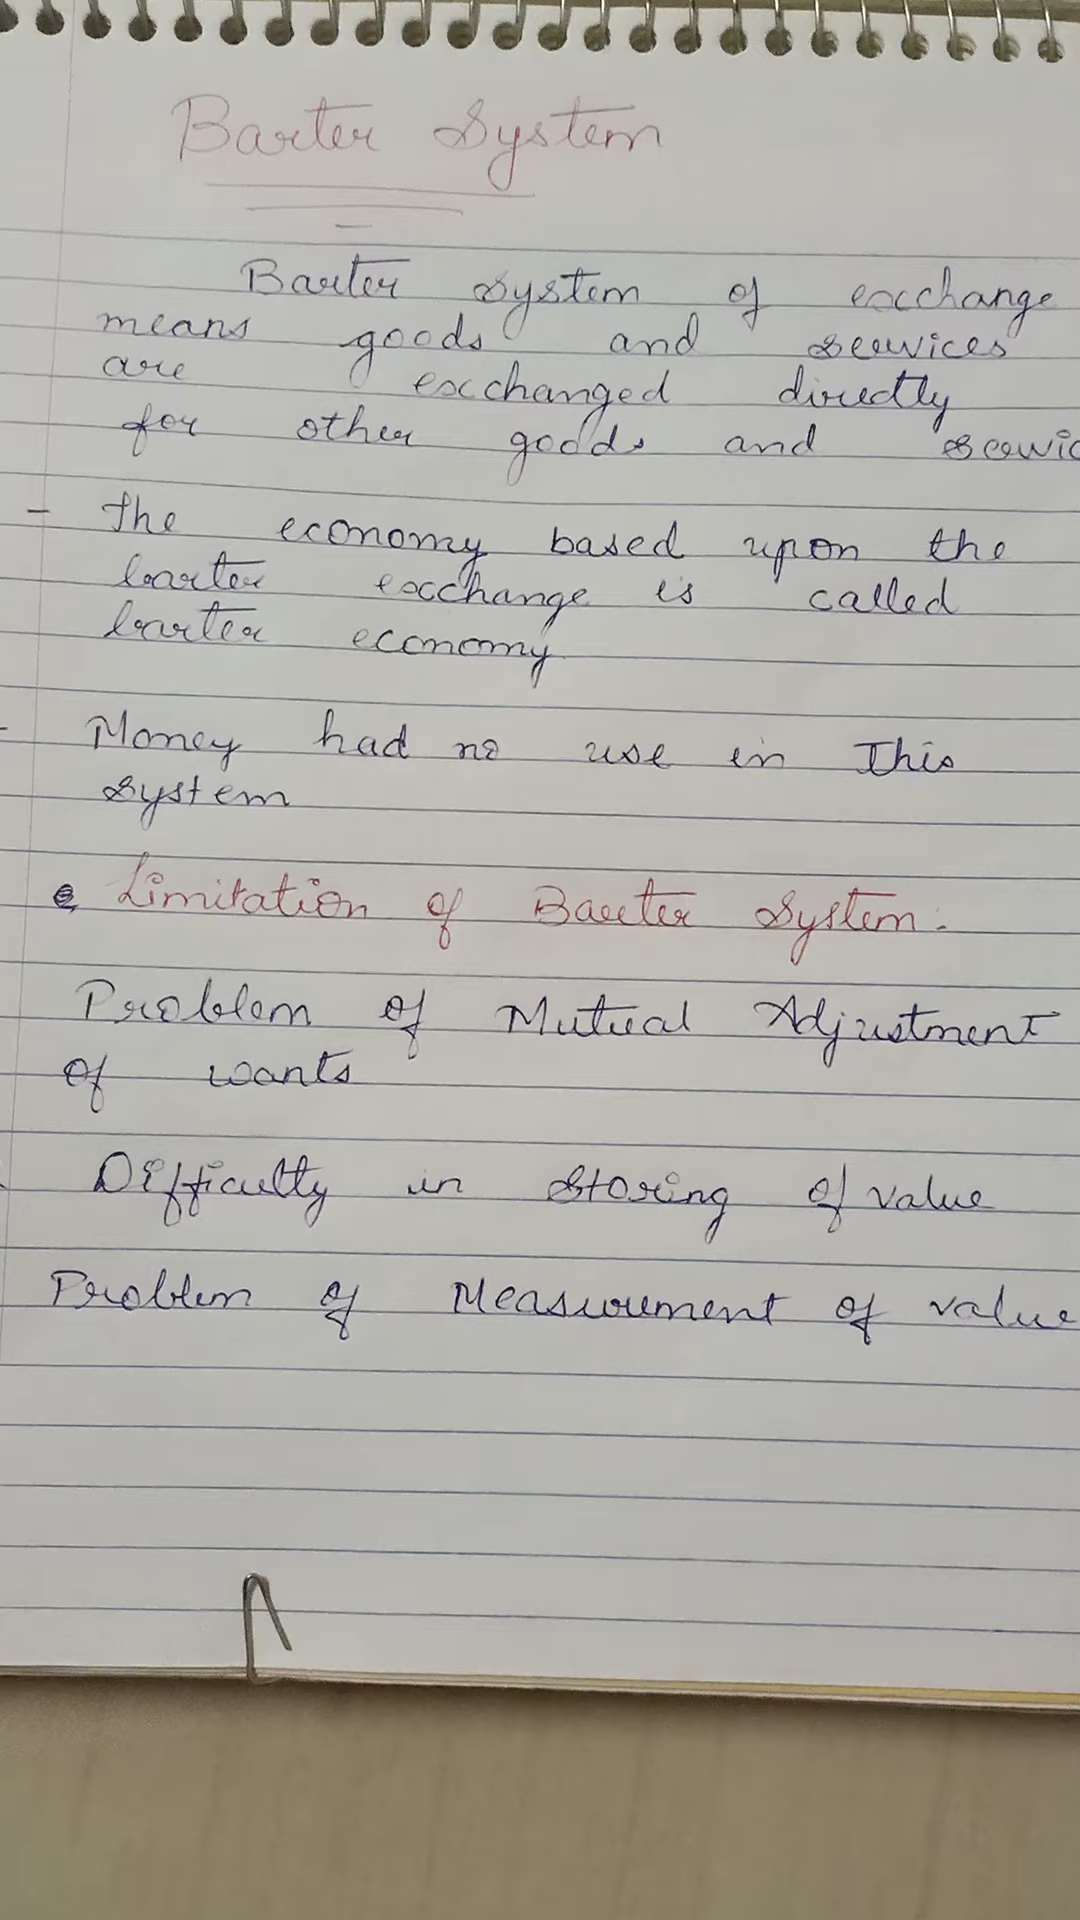 Barter System
Barter system of exchange
means goods and services
are exchanged directly
for other goods and servic
- The economy based upon the
barter exchange is called
barter economy
- Money had no use in This
System
Limitation of Barter System.
Problem of Mutual Adjustment
of wants
Difficulty in storing of value
Problem of Measurement of value